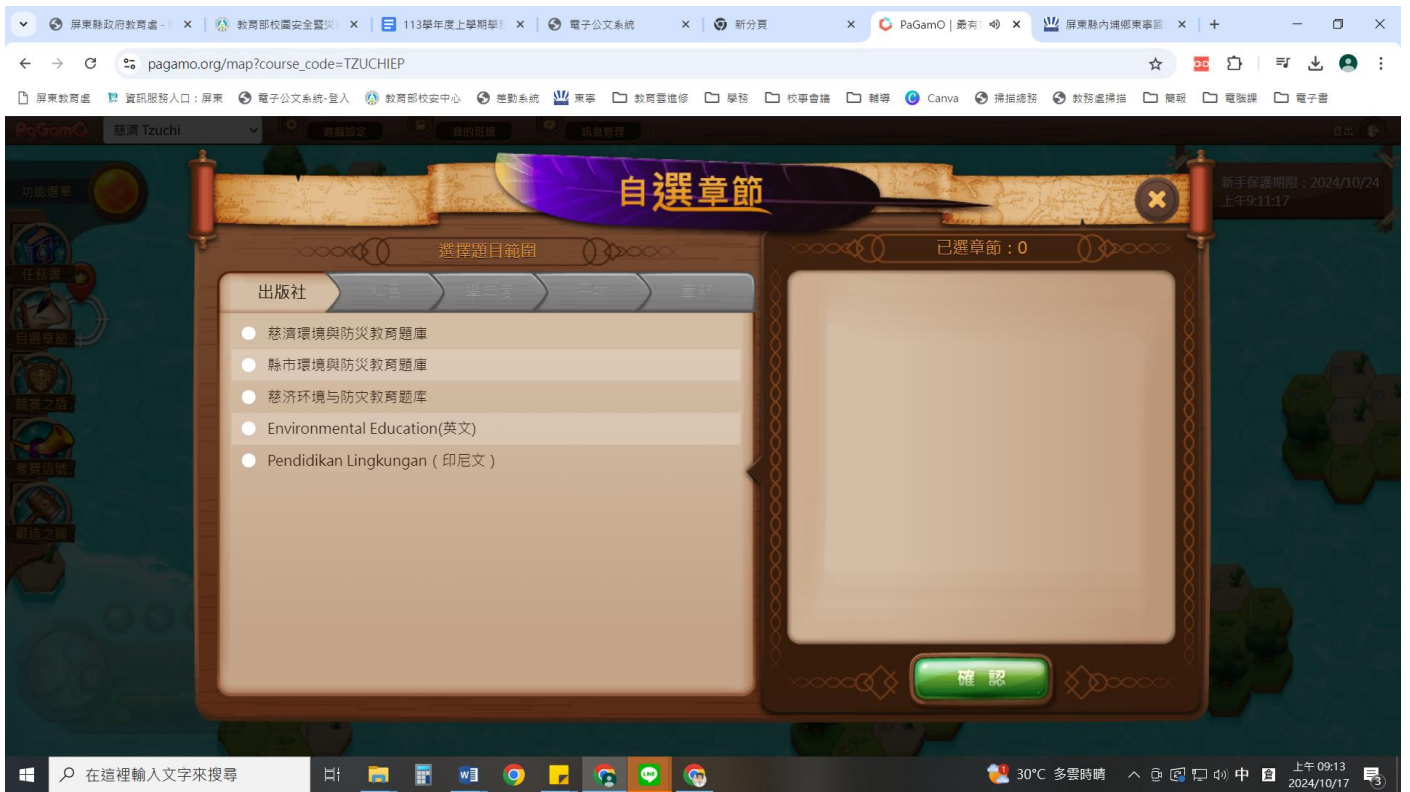 屏東縣政府教育處 -
教育部校園安全暨災
113學年度上學期學
電子公文系統
新分頁
PaGamO | 最有
屏東縣內埔鄉東寧國
pagamo.org/map?course_code=TZUCHIEP
屏東教育處
資訊服務入口：屏東
電子公文系統-登入
教育部校安中心
差勤系統
東寧
教育雲進修
學務
校事會議
輔導
Canva
掃描總務
教務處掃描
簡報
電腦課
電子書
PaGamO
慈濟 Tzuchi
遊戲設定
我的班級
訊息管理
登出
自選章節
功能選單
新手保護期限：2024/10/24
上午9:11:17
選擇題目範圍
已選章節：0
任務書
出版社
科目
學年度
章節
慈濟環境與防災教育題庫
自選章節
縣市環境與防災教育題庫
慈济环境与防灾教育题库
競賽之盾
Environmental Education(英文)
Pendidikan Lingkungan（印尼文）
奪寶信號
鍛造之鎚
確認
在這裡輸入文字來搜尋
30°C 多雲時晴
中
上午 09:13
2024/10/17
3